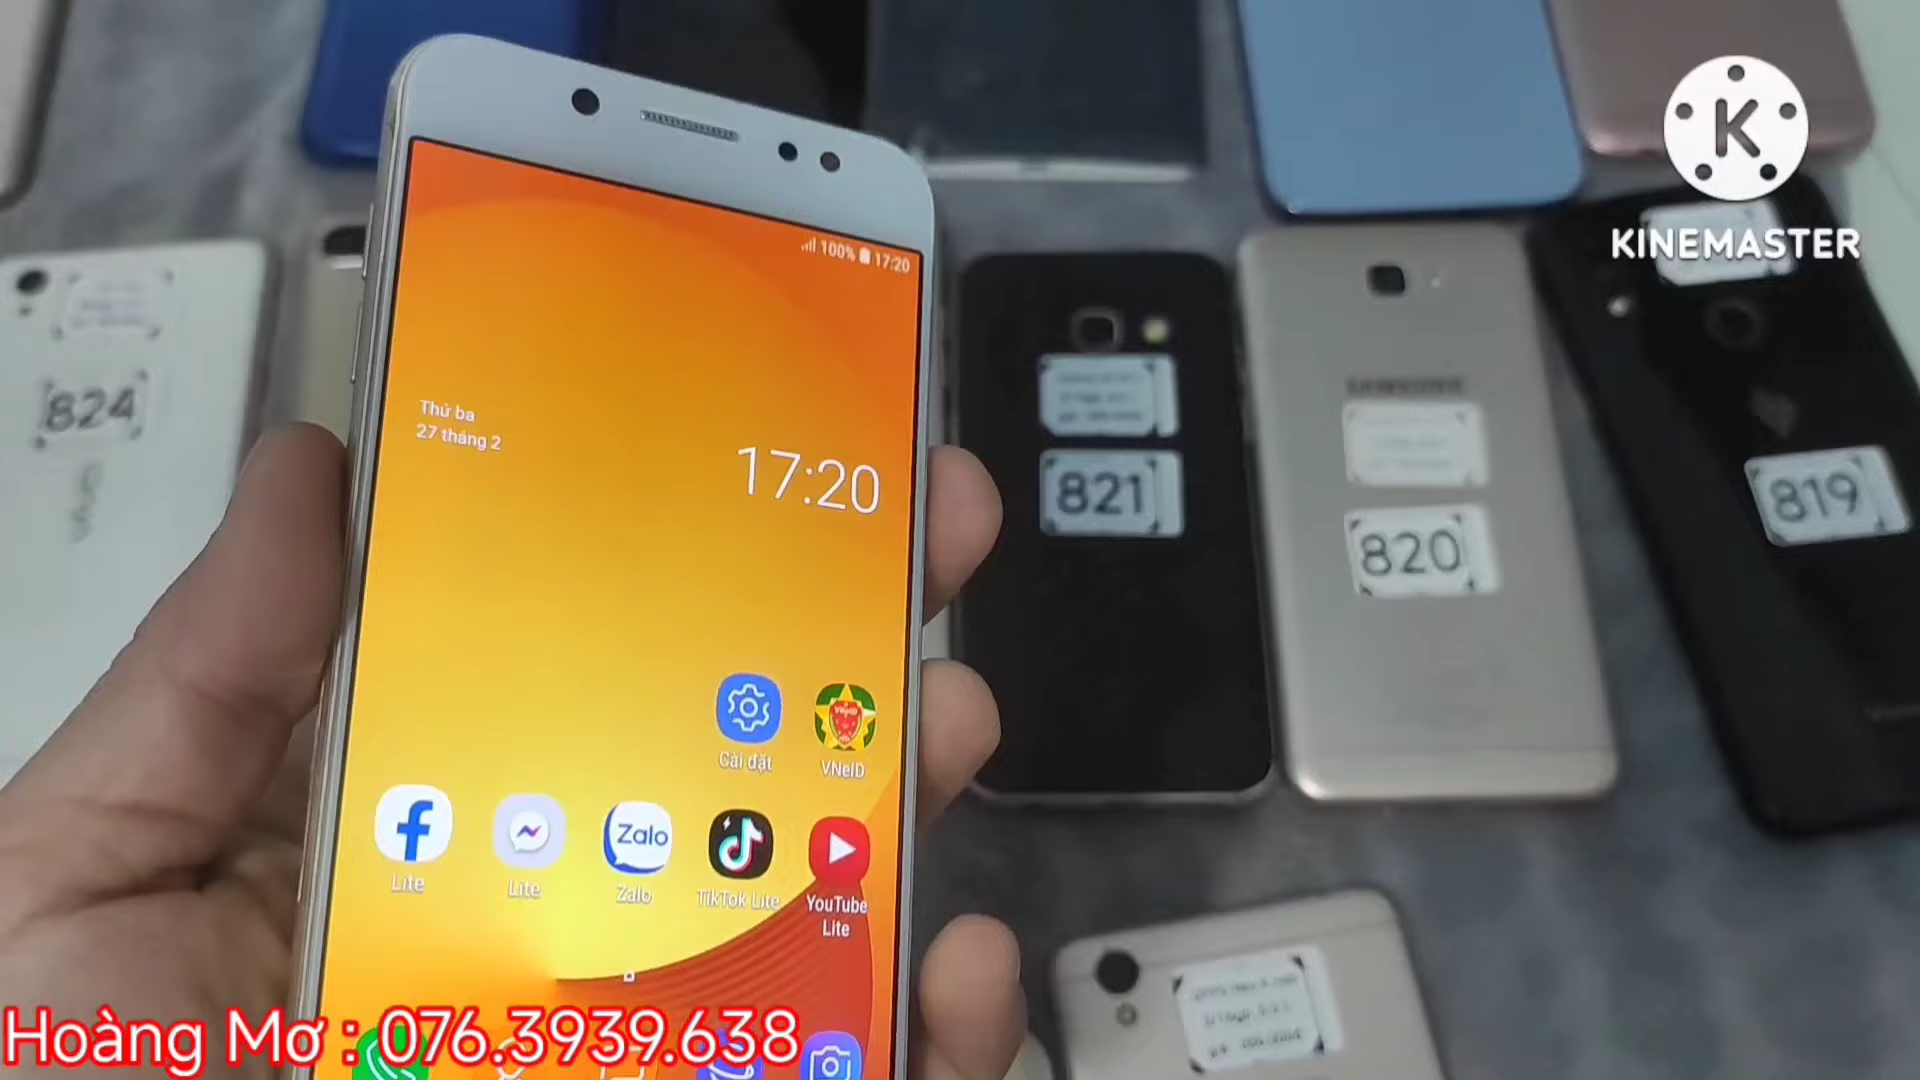 KINEMASTER
100% 17:20
Thứ ba
27 tháng 2
17:20
824
vivo
821
SAMSUNG
820
819
Cài đặt
VNeID
Lite
Lite
Zalo
Zalo
TikTok Lite
YouTube
Lite
Hoàng Mơ : 076.3939.638